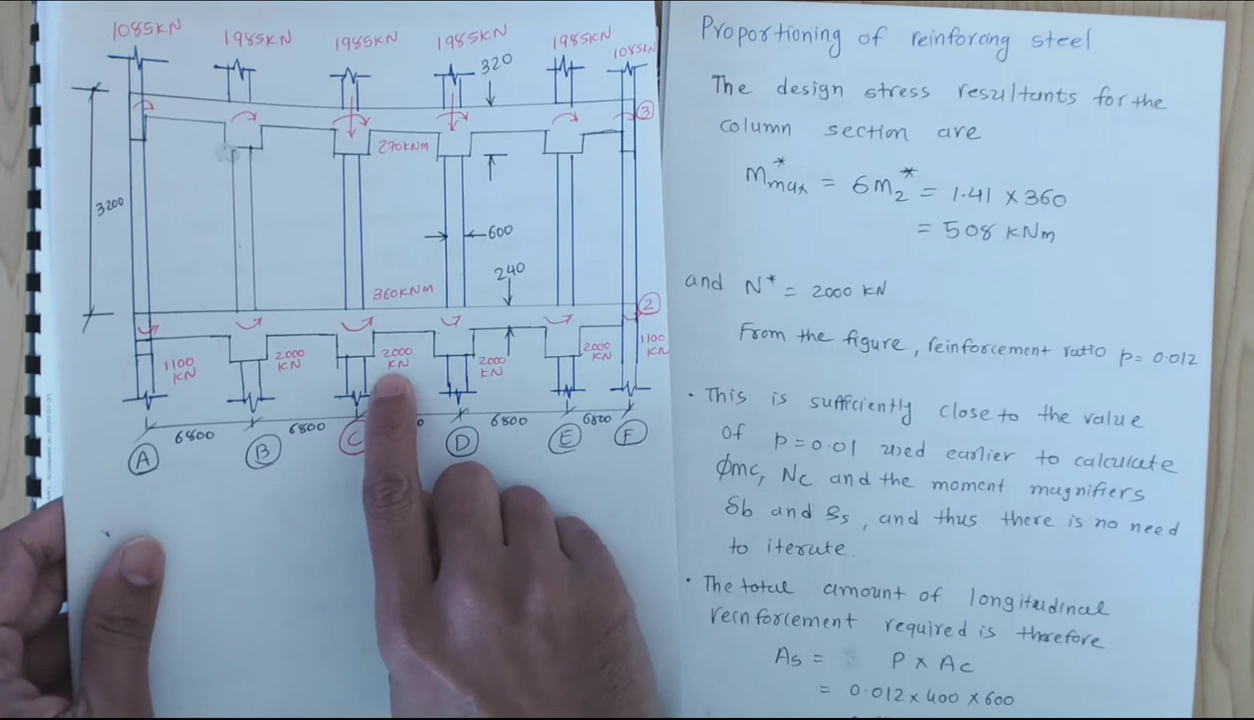 1085KN
1985KN
1985KN
1985KN
1985KN
1085KN
320
3
270KNm
3200
600
240
360KNm
2
1100
KN
2000
KN
2000
KN
2000
KN
2000
KN
1100
KN
6800
6800
0
6800
6800
A
B
C
D
E
F
Proportioning of reinforcing steel
The design stress resultants for the
column section are
M*max = 6m2* = 1.41 x 360
= 508 KNm
and N* = 2000 KN
From the figure, reinforcement ratio p= 0.012
• This is sufficiently close to the value
of p=0.01 used earlier to calculate
ϕmc, Nc and the moment magnifiers
δb and δs, and thus there is no need
to iterate.
• The total amount of longitudinal
reinforcement required is therefore
As = P x Ac
= 0.012 x 400 x 600